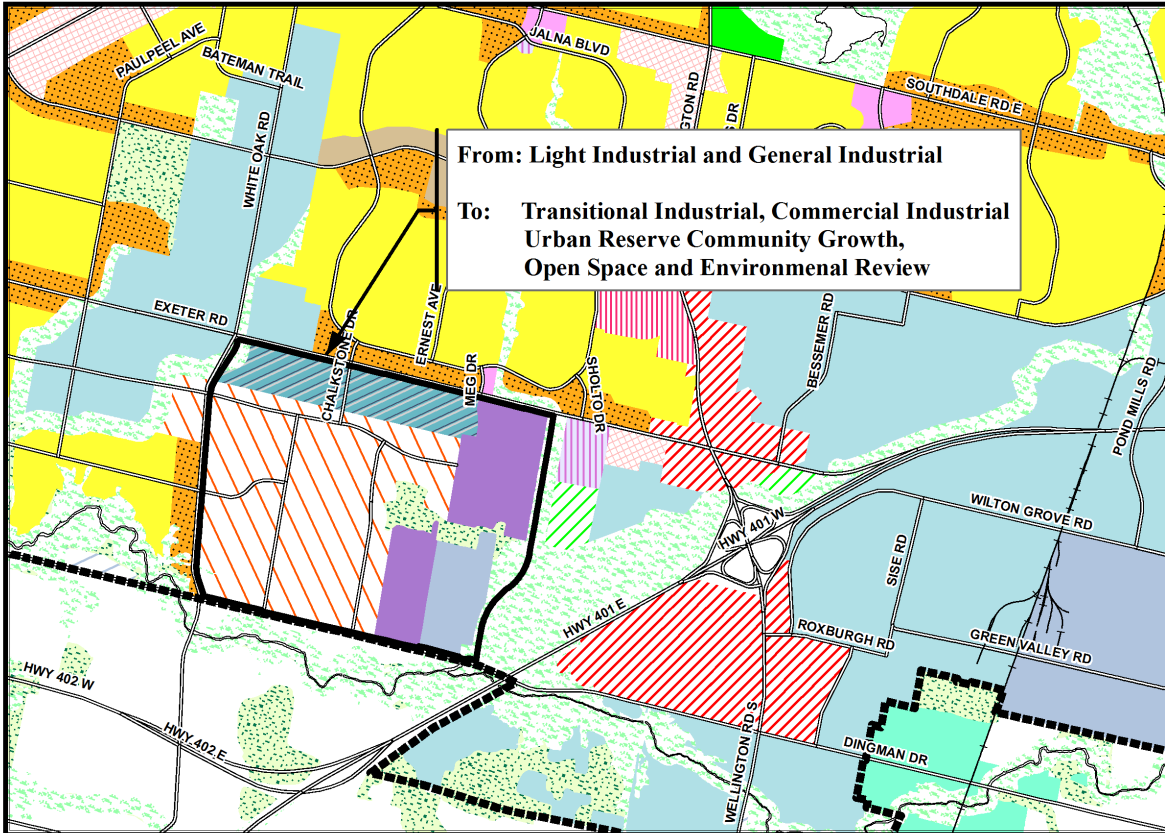 JALNA BLVD
PAULPEEL AVE
BATEMAN TRAIL
SOUTHDALE RD E
GTON RD
S DR
WHITE OAK RD
From: Light Industrial and General Industrial
To: Transitional Industrial, Commercial Industrial
Urban Reserve Community Growth,
Open Space and Environmenal Review
EXETER RD
CHALKSTONE DR
ERNEST AVE
MEG DR
SHOLTO DR
BESSEMER RD
POND MILLS RD
HWY 401 W
WILTON GROVE RD
SISE RD
HWY 401 E
ROXBURGH RD
GREEN VALLEY RD
HWY 402 W
HWY 402 E
WELLINGTON RD S
DINGMAN DR